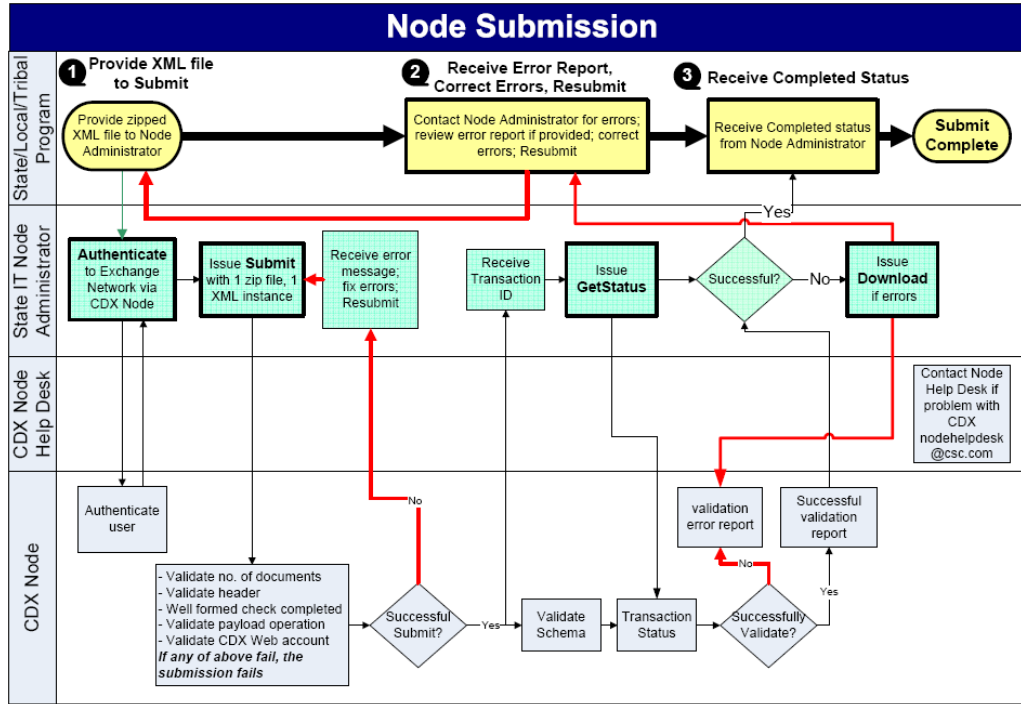 Node Submission
State/Local/Tribal
Program
1
Provide XML file
to Submit
2
Receive Error Report,
Correct Errors, Resubmit
3
Receive Completed Status
Provide zipped
XML file to Node
Administrator
Contact Node Administrator for errors;
review error report if provided; correct
errors; Resubmit
Receive Completed status
from Node Administrator
Submit
Complete
State IT Node
Administrator
Authenticate
to Exchange
Network via
CDX Node
Issue Submit
with 1 zip file, 1
XML instance
Receive error
message;
fix errors;
Resubmit
Receive
Transaction
ID
Issue
GetStatus
Successful?
Yes
No
Issue
Download
if errors
CDX Node
Help Desk
Contact Node
Help Desk if
problem with
CDX
nodehelpdesk
@csc.com
CDX Node
Authenticate
user
- Validate no. of documents
- Validate header
- Well formed check completed
- Validate payload operation
- Validate CDX Web account
If any of above fail, the
submission fails
Successful
Submit?
No
Yes
Validate
Schema
Transaction
Status
Successfully
Validate?
No
Yes
validation
error report
Successful
validation
report